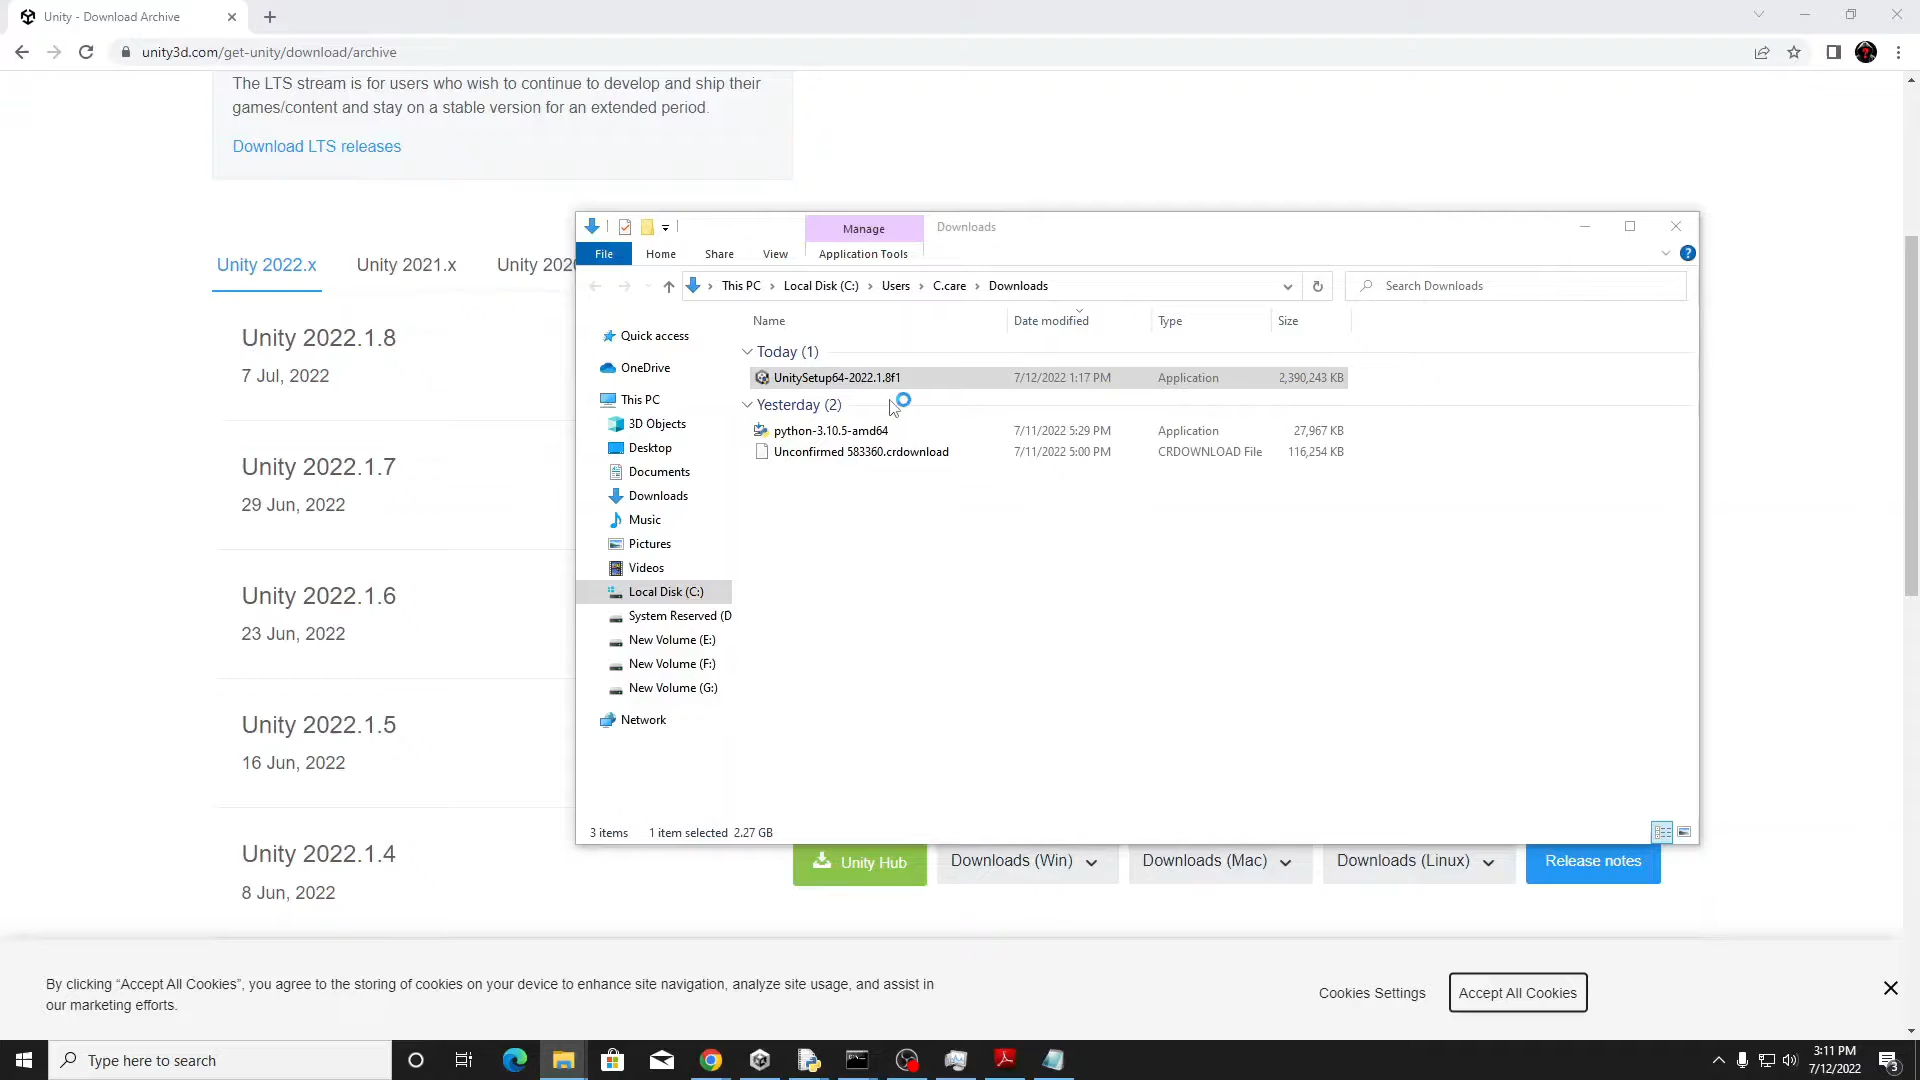 Unity - Download Archive
unity3d.com/get-unity/download/archive
The LTS stream is for users who wish to continue to develop and ship their
games/content and stay on a stable version for an extended period.
Download LTS releases
Unity 2022.x
Unity 2021.x
Unity 202
Unity 2022.1.8
7 Jul, 2022
Unity 2022.1.7
29 Jun, 2022
Unity 2022.1.6
23 Jun, 2022
Unity 2022.1.5
16 Jun, 2022
Unity 2022.1.4
8 Jun, 2022
Manage
Downloads
File
Home
Share
View
Application Tools
This PC
Local Disk (C:)
Users
C.care
Downloads
Search Downloads
Name
Date modified
Type
Size
Quick access
OneDrive
This PC
3D Objects
Desktop
Documents
Downloads
Music
Pictures
Videos
Local Disk (C:)
System Reserved (D
New Volume (E:)
New Volume (F:)
New Volume (G:)
Network
Today (1)
UnitySetup64-2022.1.8f1 7/12/2022 1:17 PM Application 2,390,243 KB
Yesterday (2)
python-3.10.5-amd64 7/11/2022 5:29 PM Application 27,967 KB
Unconfirmed 583360.crdownload 7/11/2022 5:00 PM CRDOWNLOAD File 116,254 KB
3 items
1 item selected 2.27 GB
Unity Hub
Downloads (Win)
Downloads (Mac)
Downloads (Linux)
Release notes
By clicking “Accept All Cookies”, you agree to the storing of cookies on your device to enhance site navigation, analyze site usage, and assist in
our marketing efforts.
Cookies Settings
Accept All Cookies
Type here to search
3:11 PM
7/12/2022
3